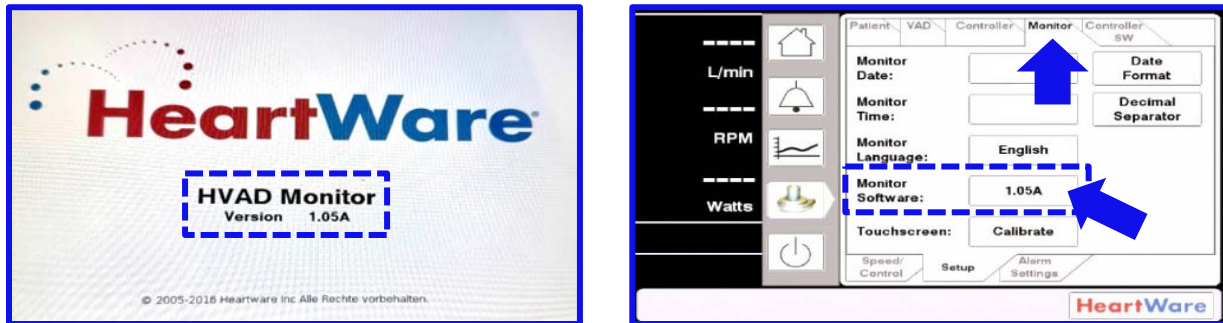 HeartWare®
HVAD Monitor
Version 1.05A
© 2005-2016 Heartware Inc Alle Rechte vorbehalten.
----
L/min
----
RPM
----
Watts
Patient VAD Controller Monitor Controller SW
Monitor Date:
Date Format
Monitor Time:
Decimal Separator
Monitor Language: English
Monitor Software: 1.05A
Touchscreen: Calibrate
Speed/ Control Setup Alarm Settings
HeartWare